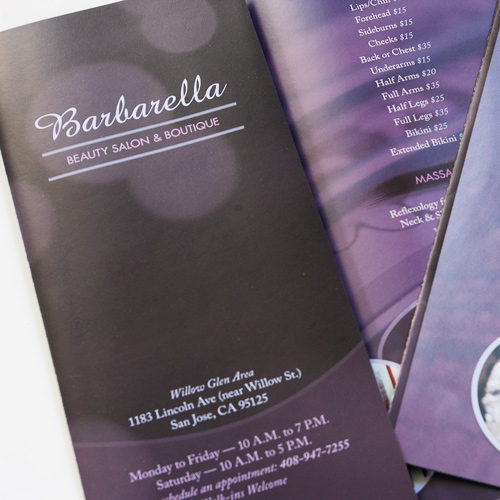 Barbarella
BEAUTY SALON & BOUTIQUE
Willow Glen Area
1183 Lincoln Ave (near Willow St.)
San Jose, CA 95125
Monday to Friday — 10 A.M. to 7 P.M.
Saturday — 10 A.M. to 5 P.M.
schedule an appointment: 408-947-7255
Walk-ins Welcome
Lips/Chin
Forehead $15
Sideburns $15
Cheeks $15
Back or Chest $35
Underarms $15
Half Arms $20
Full Arms $35
Half Legs $25
Full Legs $35
Bikini $25
Extended Bikini
MASSA
Reflexology
Neck & S